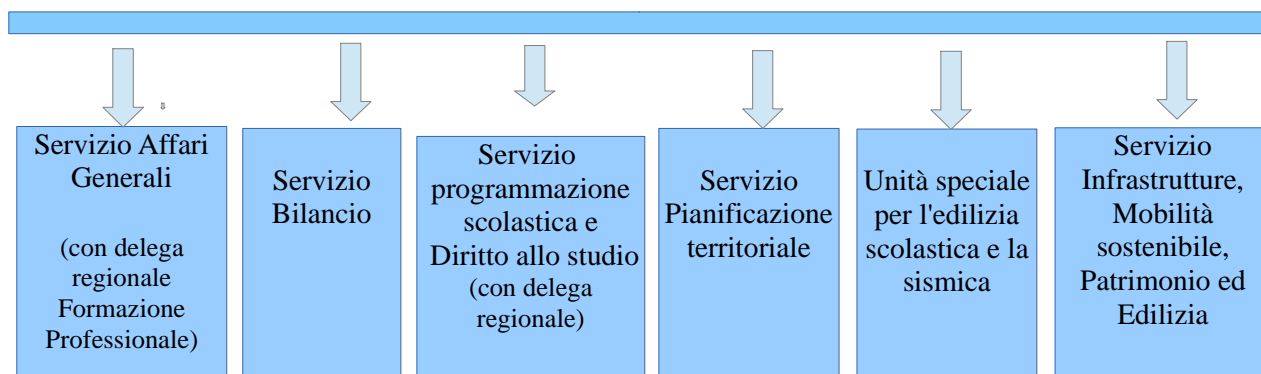 Servizio Affari
Generali
(con delega
regionale
Formazione
Professionale)
Servizio
Bilancio
Servizio
programmazione
scolastica e
Diritto allo studio
(con delega
regionale)
Servizio
Pianificazione
territoriale
Unità speciale
per l'edilizia
scolastica e la
sismica
Servizio
Infrastrutture,
Mobilità
sostenibile,
Patrimonio ed
Edilizia